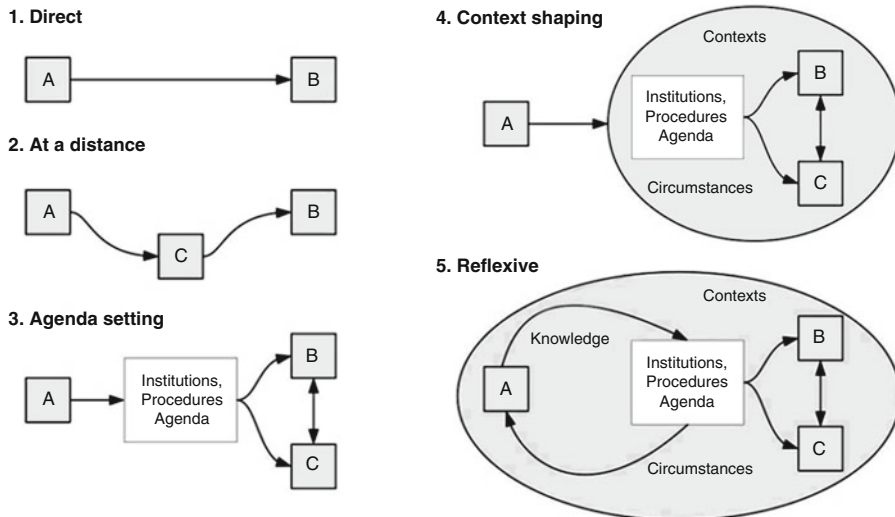 1. Direct
A
B
2. At a distance
A
B
C
3. Agenda setting
A
Institutions,
Procedures
Agenda
B
C
4. Context shaping
Contexts
A
Institutions,
Procedures
Agenda
B
C
Circumstances
5. Reflexive
Contexts
Knowledge
A
Institutions,
Procedures
Agenda
B
C
Circumstances